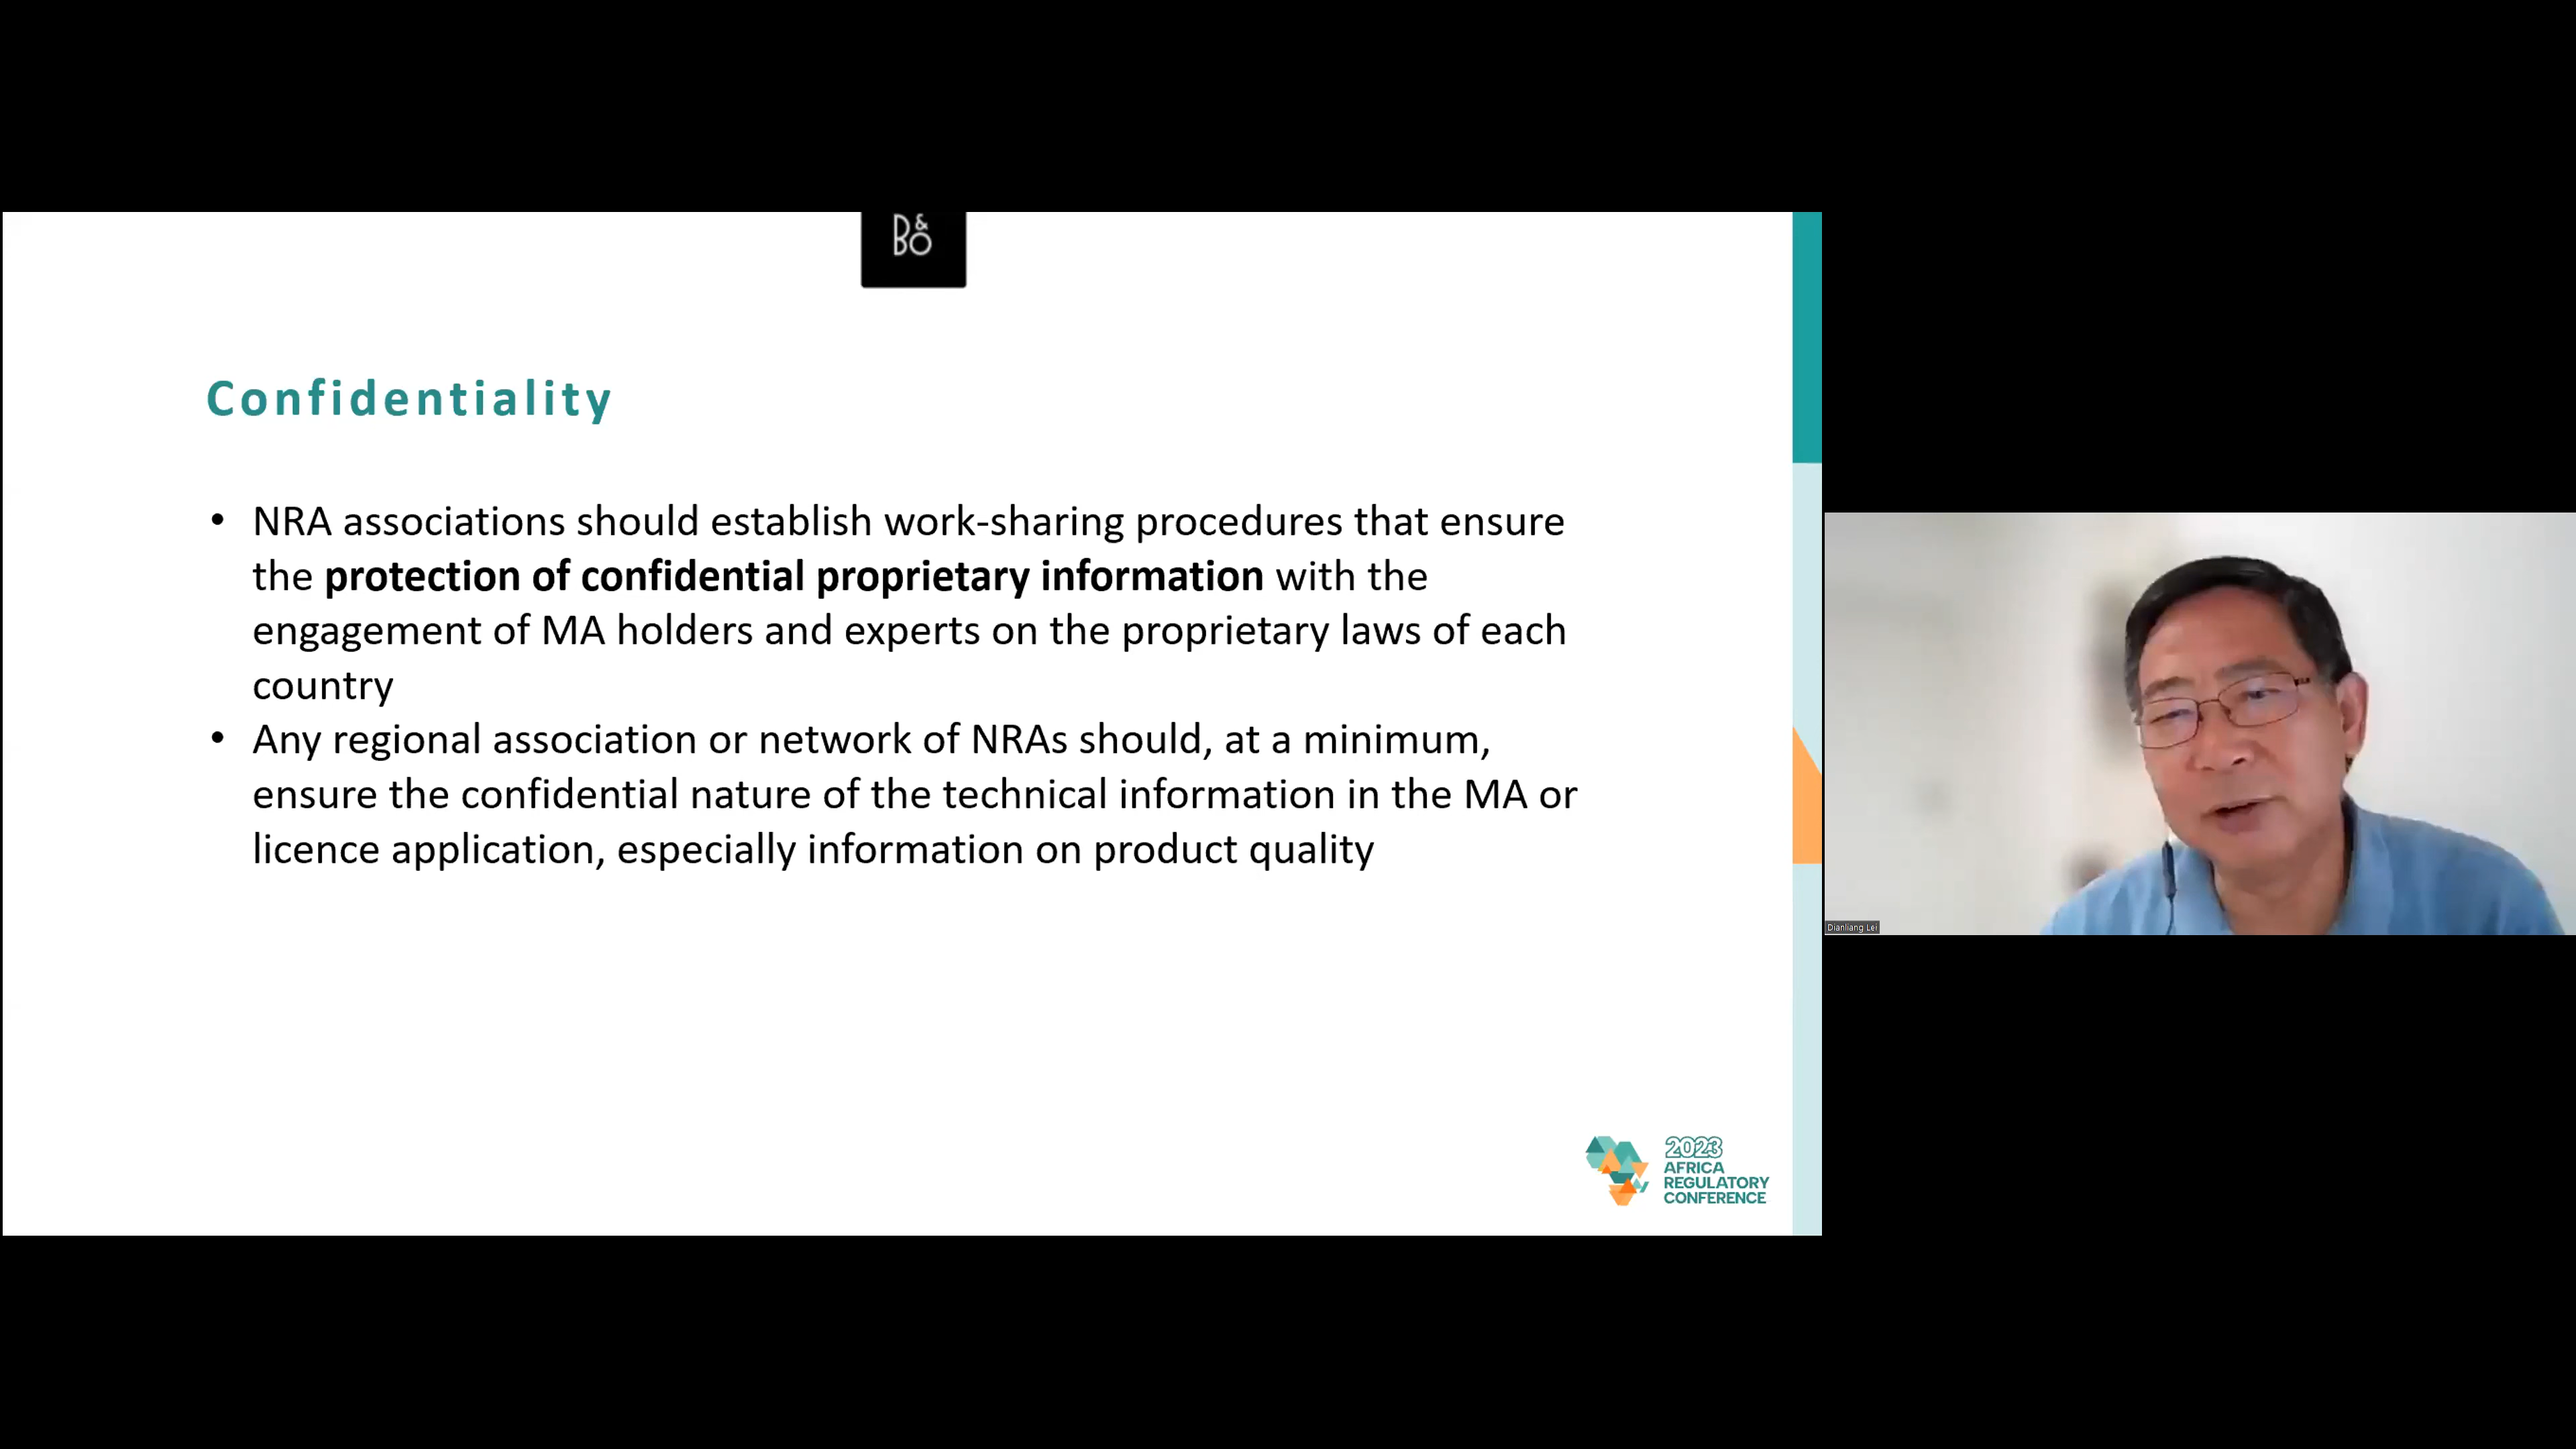 B&
BO
Confidentiality
• NRA associations should establish work-sharing procedures that ensure
the protection of confidential proprietary information with the
engagement of MA holders and experts on the proprietary laws of each
country
• Any regional association or network of NRAs should, at a minimum,
ensure the confidential nature of the technical information in the MA or
licence application, especially information on product quality
Dianliang Lei
2023
AFRICA
REGULATORY
CONFERENCE